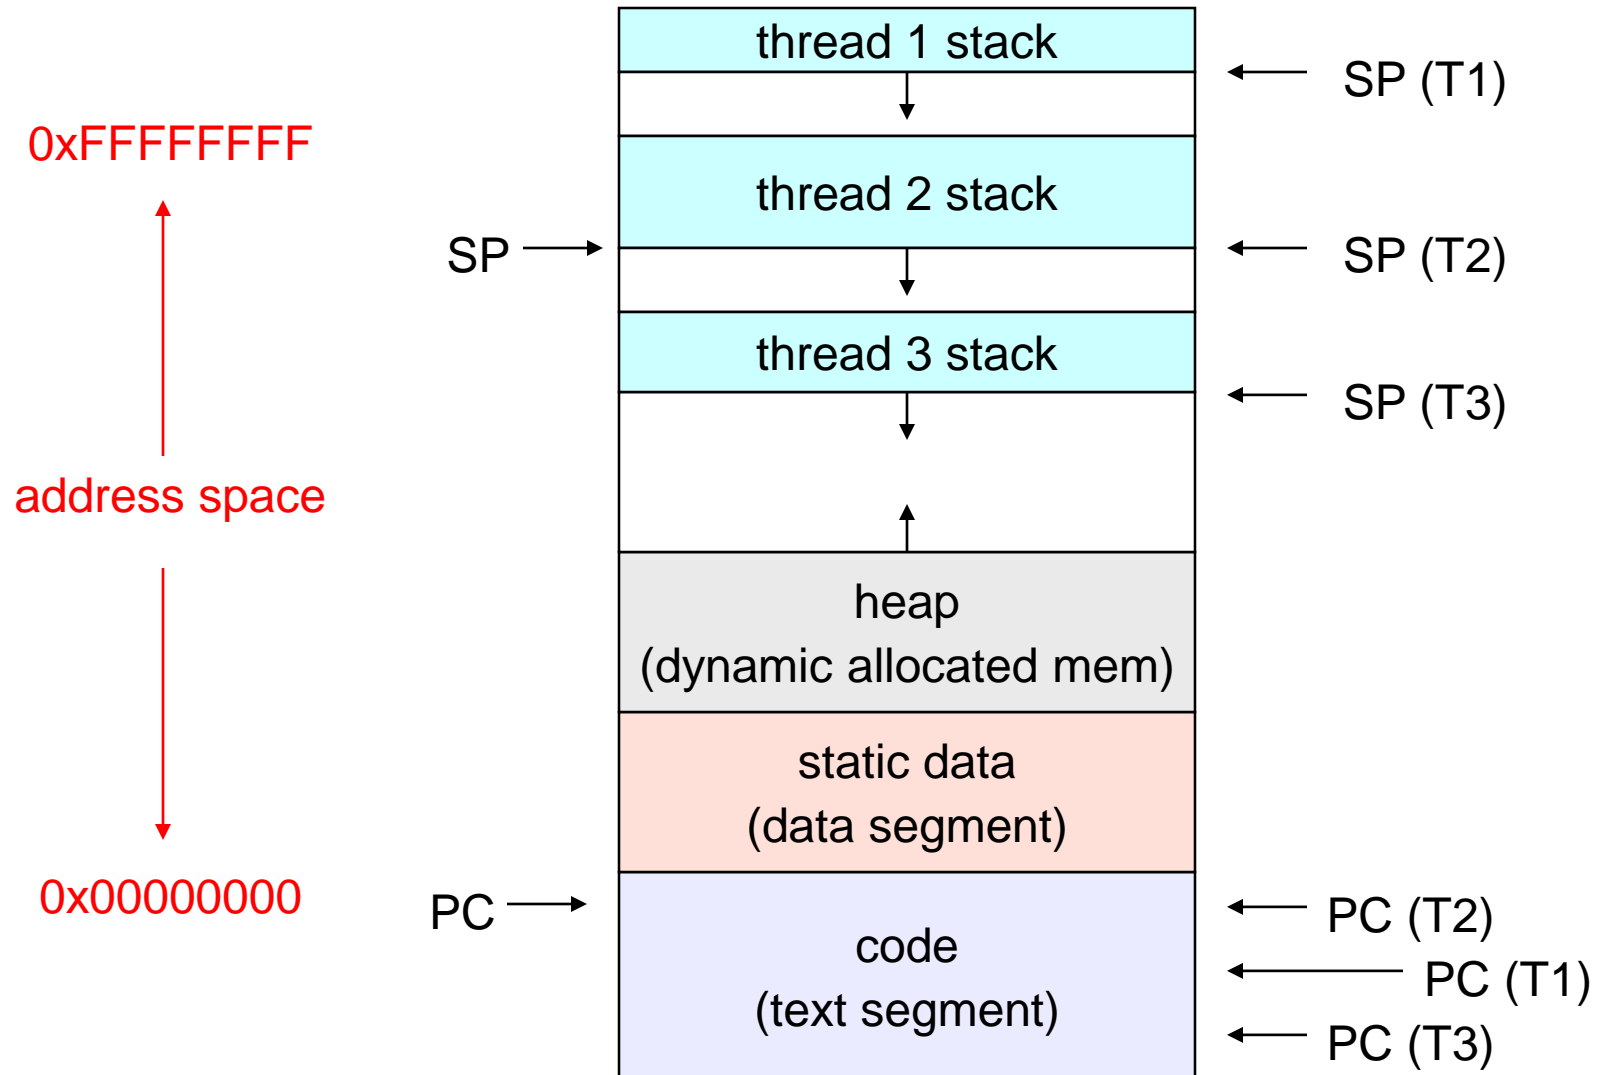 thread 1 stack
SP (T1)
0xFFFFFFFF
thread 2 stack
SP
SP (T2)
thread 3 stack
SP (T3)
address space
heap
(dynamic allocated mem)
static data
(data segment)
0x00000000
PC
PC (T2)
code
PC (T1)
(text segment)
PC (T3)